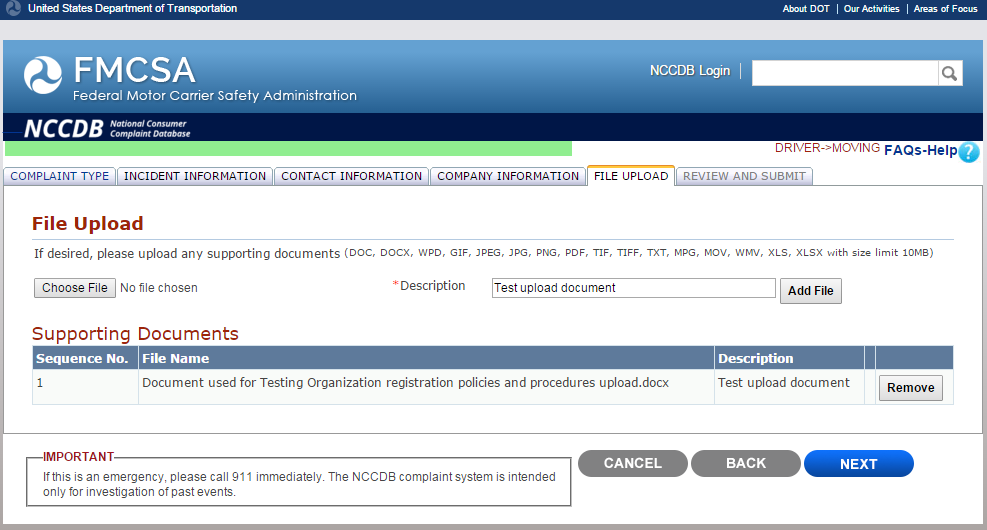 United States Department of Transportation
About DOT | Our Activities | Areas of Focus
FMCSA
Federal Motor Carrier Safety Administration
NCCDB Login
NCCDB National Consumer
Complaint Database
DRIVER->MOVING FAQs-Help ?
COMPLAINT TYPE INCIDENT INFORMATION CONTACT INFORMATION COMPANY INFORMATION FILE UPLOAD REVIEW AND SUBMIT
File Upload
If desired, please upload any supporting documents (DOC, DOCX, WPD, GIF, JPEG, JPG, PNG, PDF, TIF, TIFF, TXT, MPG, MOV, WMV, XLS, XLSX with size limit 10MB)
Choose File No file chosen *Description Test upload document Add File
Supporting Documents
Sequence No. File Name Description
1 Document used for Testing Organization registration policies and procedures upload.docx Test upload document Remove
IMPORTANT
If this is an emergency, please call 911 immediately. The NCCDB complaint system is intended
only for investigation of past events.
CANCEL BACK NEXT